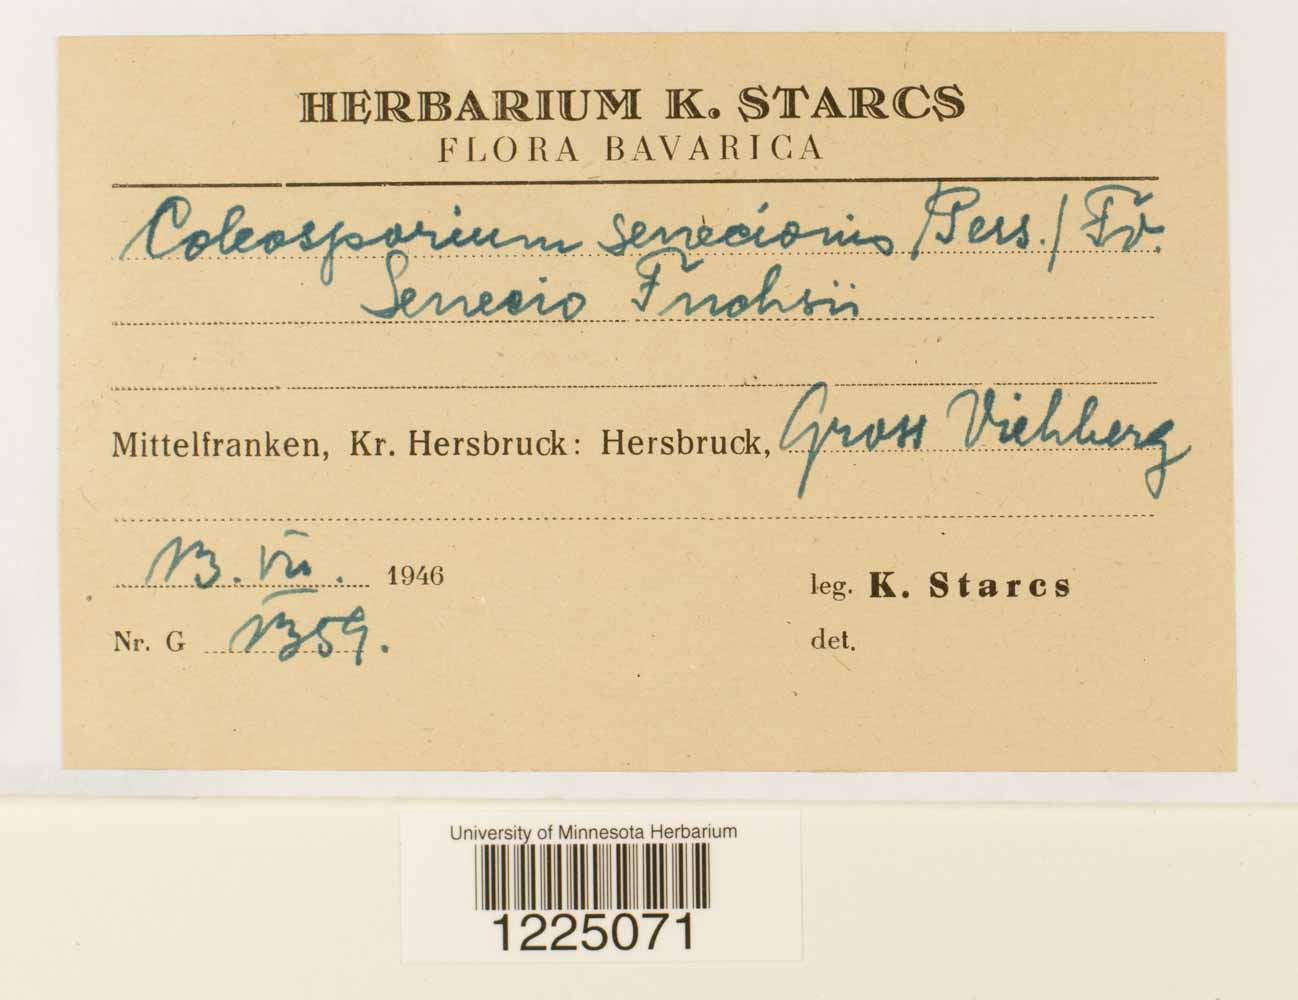 HERBARIUM K. STARCS
FLORA BAVARICA
Coleosporium senecionis /Pers./ Fr.
Senecio Fuchsii
Mittelfranken, Kr. Hersbruck: Hersbruck, Gross Viehberg
13. VII. 1946
leg. K. Starcs
Nr. G 1359.
det.
University of Minnesota Herbarium
1225071